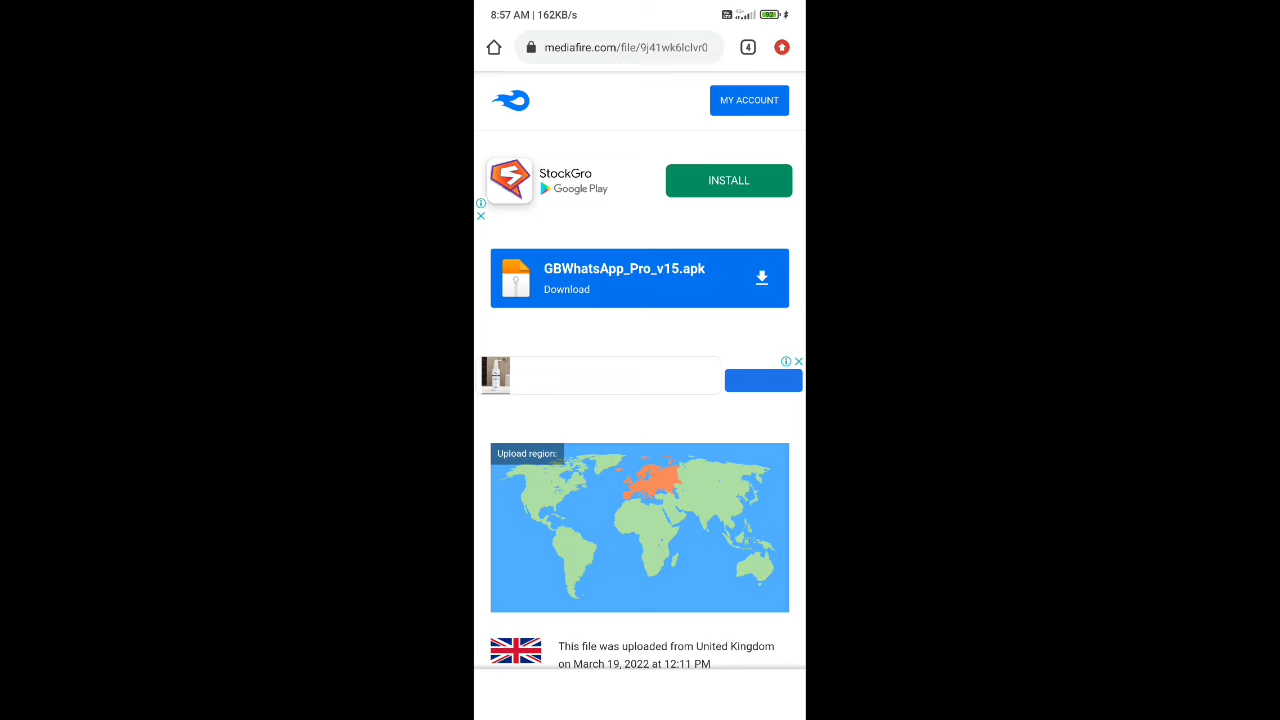 8:57 AM | 162KB/s
92
mediafire.com/file/9j41wk6lclvr0
4
MY ACCOUNT
StockGro
Google Play
INSTALL
GBWhatsApp_Pro_v15.apk
Download
Upload region:
This file was uploaded from United Kingdom
on March 19, 2022 at 12:11 PM